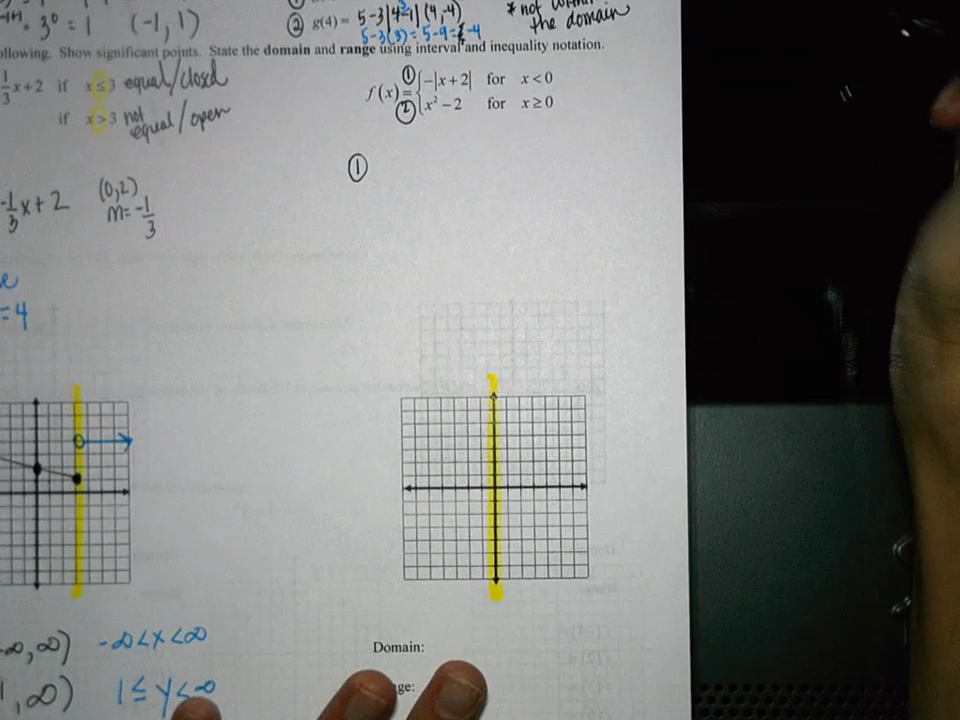 3⁰ = 1 (-1, 1)
② g(4) = 5-3|4-1| (4, -4)
5-3(3) = 5-9 = -4
* not within
the domain
ollowing. Show significant points. State the domain and range using interval and inequality notation.
1/3 x+2 if x≤3 equal/closed
if x>3 not equal/open
f(x)= ① -|x+2| for x<0
② x²-2 for x≥0
①
-1/3 x+2 (0,2)
m=-1/3
e
=4
-∞,∞) -∞<x<∞
1,∞) 1≤y<∞
Domain:
ge: